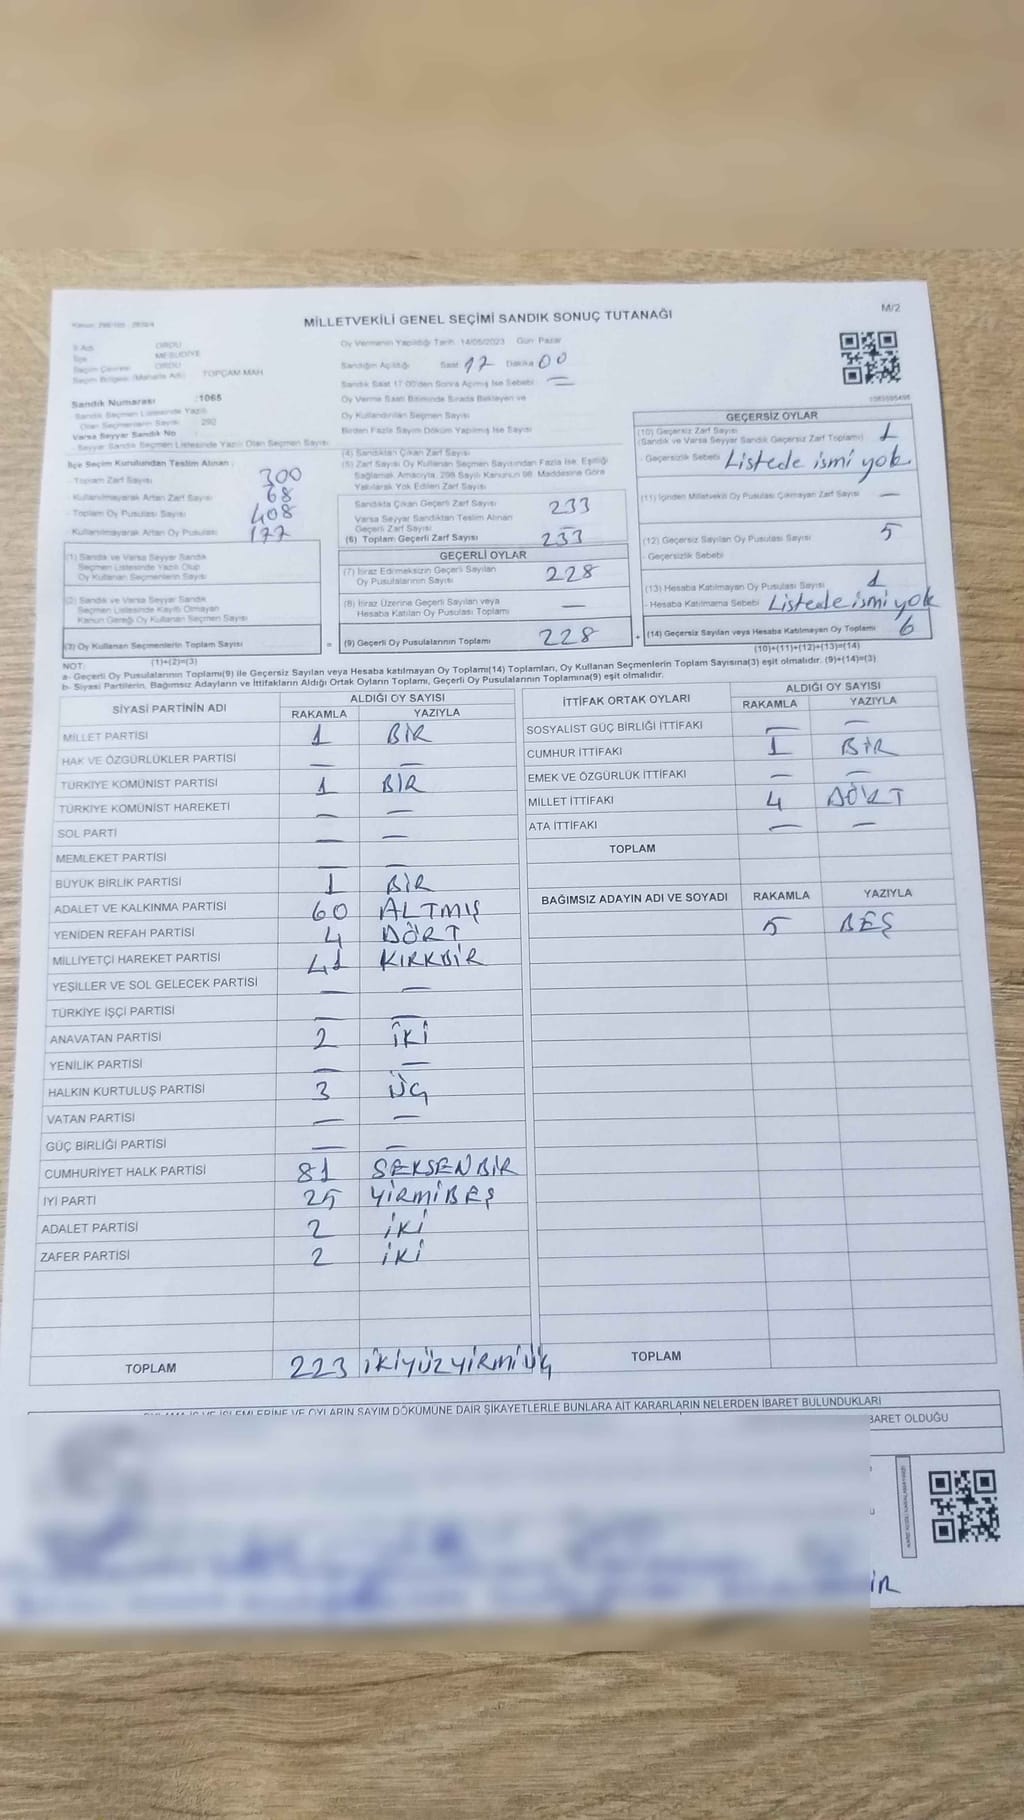 M/2
MİLLETVEKİLİ GENEL SEÇİMİ SANDIK SONUÇ TUTANAĞI
İl Adı ORDU
İlçe MESUDİYE
Seçim Çevresi ORDU
Seçim Bölgesi (Mahalle Adı) TOPÇAM MAH
Sandık Numarası :1065
Sandık Seçmen Listesinde Yazılı
Olan Seçmenlerin Sayısı
Varsa Seyyar Sandık No
Seyyar Sandık Seçmen Listesinde Yazılı Olan Seçmen Sayısı
İlçe Seçim Kurulundan Teslim Alınan :
- Toplam Zarf Sayısı 300
- Kullanılmayarak Artan Zarf Sayısı 68
- Toplam Oy Pusulası Sayısı 408
- Kullanılmayarak Artan Oy Pusulası 177
(1) Sandık ve Varsa Seyyar Sandık
Seçmen Listesinde Yazılı Olup
Oy Kullanan Seçmenlerin Sayısı
(2) Sandık ve Varsa Seyyar Sandık
Seçmen Listesinde Kayıtlı Olmayan
Kanun Gereği Oy Kullanan Seçmen Sayısı
(3) Oy Kullanan Seçmenlerin Toplam Sayısı
(1)+(2)=(3)
Oy Vermenin Yapıldığı Tarih: 14/05/2023 Gün: Pazar
Sandığın Açıldığı Saat 17 Dakika 00
Sandık Saat 17:00'den Sonra Açılmış İse Sebebi: —
Oy Verme Saati Bitiminde Sırada Bekleyen ve
Oy Kullandırılan Seçmen Sayısı
Birden Fazla Sayım Döküm Yapılmış İse Sayısı
(4) Sandıktan Çıkan Zarf Sayısı
(5) Zarf Sayısı Oy Kullanan Seçmen Sayısından Fazla İse, Eşitliği
Sağlamak Amacıyla, 298 Sayılı Kanunun 98. Maddesine Göre
Yakılarak Yok Edilen Zarf Sayısı
Sandıkta Çıkan Geçerli Zarf Sayısı 233
Varsa Seyyar Sandıktan Teslim Alınan
Geçerli Zarf Sayısı —
(6) Toplam Geçerli Zarf Sayısı 233
GEÇERLİ OYLAR
(7) İtiraz Edilmeksizin Geçerli Sayılan
Oy Pusulalarının Sayısı 228
(8) İtiraz Üzerine Geçerli Sayılan veya
Hesaba Katılan Oy Pusulası Toplamı —
= (9) Geçerli Oy Pusulalarının Toplamı 228 +
GEÇERSİZ OYLAR
(10) Geçersiz Zarf Sayısı
(Sandık ve Varsa Seyyar Sandık Geçersiz Zarf Toplamı) 1
- Geçersizlik Sebebi Listede ismi yok
(11) İçinden Milletvekili Oy Pusulası Çıkmayan Zarf Sayısı —
(12) Geçersiz Sayılan Oy Pusulası Sayısı 5
- Geçersizlik Sebebi
(13) Hesaba Katılmayan Oy Pusulası Sayısı 1
- Hesaba Katılmama Sebebi Listede ismi yok
(14) Geçersiz Sayılan veya Hesaba Katılmayan Oy Toplamı 6
(10)+(11)+(12)+(13)=(14)
NOT:
a- Geçerli Oy Pusulalarının Toplamı(9) ile Geçersiz Sayılan veya Hesaba katılmayan Oy Toplamı(14) Toplamları, Oy Kullanan Seçmenlerin Toplam Sayısına(3) eşit olmalıdır. (9)+(14)=(3)
b- Siyasi Partilerin, Bağımsız Adayların ve İttifakların Aldığı Ortak Oyların Toplamı, Geçerli Oy Pusulalarının Toplamına(9) eşit olmalıdır.
SİYASİ PARTİNİN ADI ALDIĞI OY SAYISI
RAKAMLA YAZIYLA
MİLLET PARTİSİ 1 BİR
HAK VE ÖZGÜRLÜKLER PARTİSİ — —
TÜRKİYE KOMÜNİST PARTİSİ 1 BİR
TÜRKİYE KOMÜNİST HAREKETİ — —
SOL PARTİ — —
MEMLEKET PARTİSİ — —
BÜYÜK BİRLİK PARTİSİ 1 BİR
ADALET VE KALKINMA PARTİSİ 60 ALTMIŞ
YENİDEN REFAH PARTİSİ 4 DÖRT
MİLLİYETÇİ HAREKET PARTİSİ 41 KIRKBİR
YEŞİLLER VE SOL GELECEK PARTİSİ — —
TÜRKİYE İŞÇİ PARTİSİ — —
ANAVATAN PARTİSİ 2 İKİ
YENİLİK PARTİSİ — —
HALKIN KURTULUŞ PARTİSİ 3 ÜÇ
VATAN PARTİSİ — —
GÜÇ BİRLİĞİ PARTİSİ — —
CUMHURİYET HALK PARTİSİ 81 SEKSENBİR
İYİ PARTİ 25 YİRMİBEŞ
ADALET PARTİSİ 2 İKİ
ZAFER PARTİSİ 2 İKİ
TOPLAM 223 İKİYÜZYİRMİÜÇ
İTTİFAK ORTAK OYLARI ALDIĞI OY SAYISI
RAKAMLA YAZIYLA
SOSYALİST GÜÇ BİRLİĞİ İTTİFAKI — —
CUMHUR İTTİFAKI 1 BİR
EMEK VE ÖZGÜRLÜK İTTİFAKI — —
MİLLET İTTİFAKI 4 DÖRT
ATA İTTİFAKI — —
TOPLAM
BAĞIMSIZ ADAYIN ADI VE SOYADI RAKAMLA YAZIYLA
5 BEŞ
TOPLAM
İŞLEMLERİNE VE OYLARIN SAYIM DÖKÜMÜNE DAİR ŞİKAYETLERLE BUNLARA AİT KARARLARIN NELERDEN İBARET BULUNDUKLARI
BARET OLDUĞU